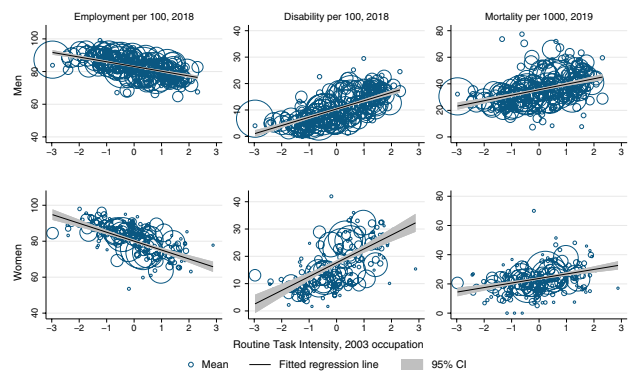 Employment per 100, 2018
Disability per 100, 2018
Mortality per 1000, 2019
Men
100
80
60
40
−3 −2 −1 0 1 2 3
40
30
20
10
0
−3 −2 −1 0 1 2 3
80
60
40
20
0
−3 −2 −1 0 1 2 3
Women
100
80
60
40
−3 −2 −1 0 1 2 3
40
30
20
10
0
−3 −2 −1 0 1 2 3
80
60
40
20
0
−3 −2 −1 0 1 2 3
Routine Task Intensity, 2003 occupation
Mean Fitted regression line 95% CI